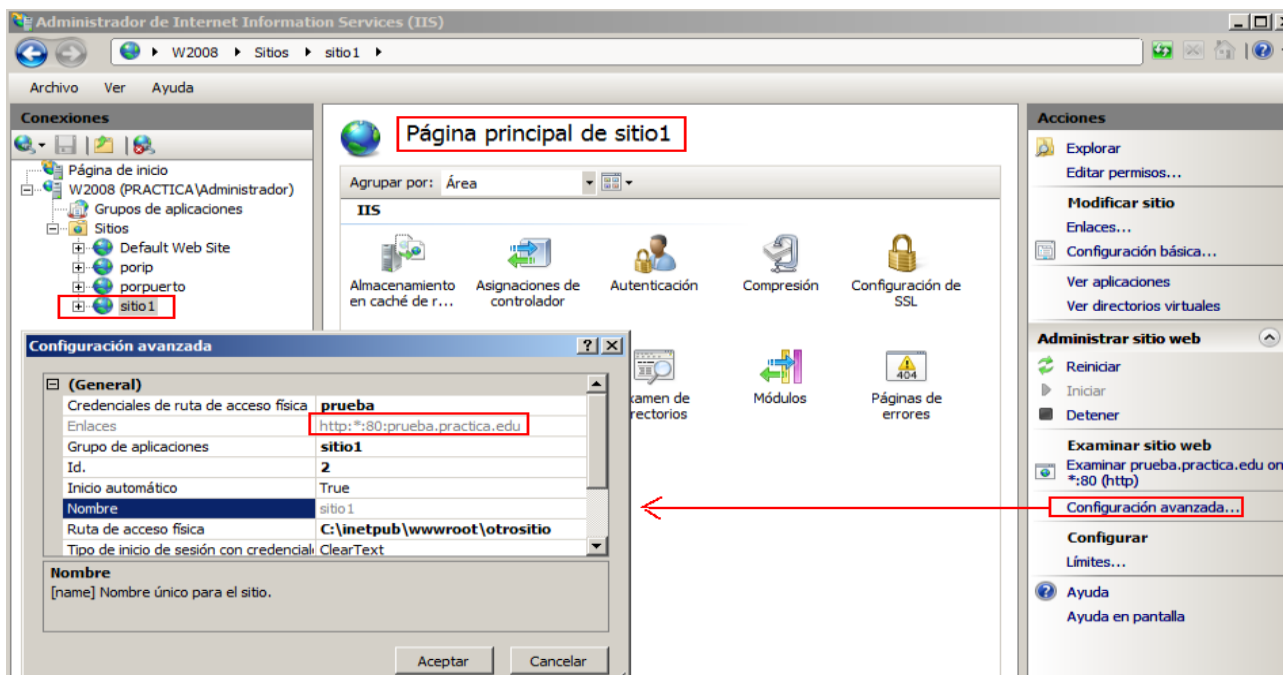 Administrador de Internet Information Services (IIS)
W2008 Sitios sitio1
Archivo Ver Ayuda
Conexiones
Página de inicio
W2008 (PRACTICA\Administrador)
Grupos de aplicaciones
Sitios
Default Web Site
porip
porpuerto
sitio1
Página principal de sitio1
Agrupar por: Área
IIS
Almacenamiento
en caché de r...
Asignaciones de
controlador
Autenticación
Compresión
Configuración de
SSL
amen de
rectorios
Módulos
Páginas de
errores
404
Configuración avanzada
(General)
Credenciales de ruta de acceso física prueba
Enlaces http:*:80:prueba.practica.edu
Grupo de aplicaciones sitio1
Id. 2
Inicio automático True
Nombre sitio1
Ruta de acceso física C:\inetpub\wwwroot\otrositio
Tipo de inicio de sesión con credencial ClearText
Nombre
[name] Nombre único para el sitio.
Aceptar Cancelar
Acciones
Explorar
Editar permisos...
Modificar sitio
Enlaces...
Configuración básica...
Ver aplicaciones
Ver directorios virtuales
Administrar sitio web
Reiniciar
Iniciar
Detener
Examinar sitio web
Examinar prueba.practica.edu on
*:80 (http)
Configuración avanzada...
Configurar
Límites...
Ayuda
Ayuda en pantalla